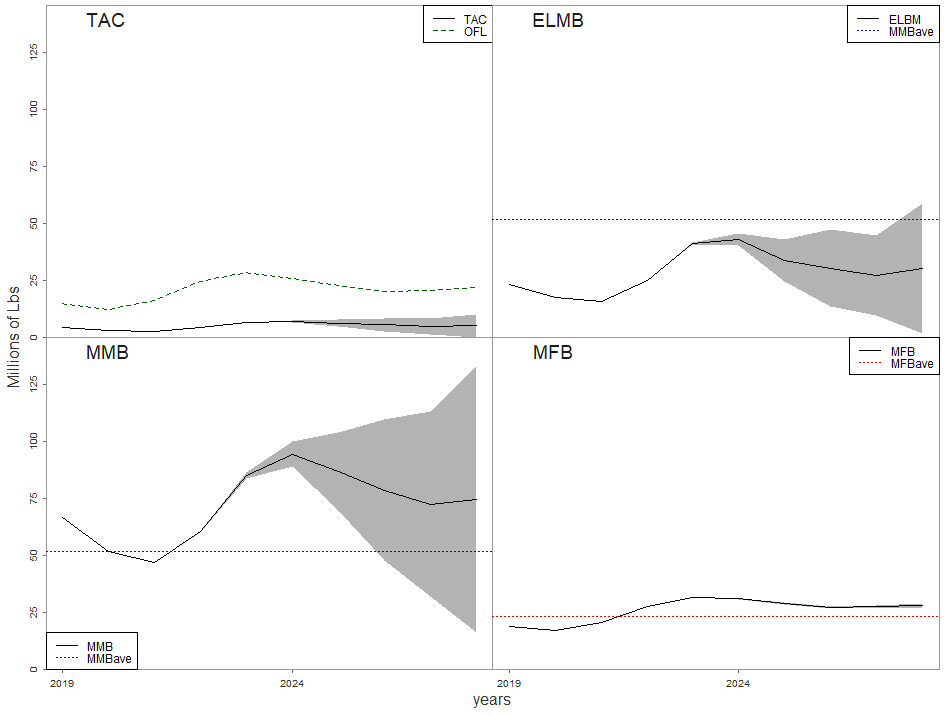 TAC
TAC
OFL
ELMB
ELBM
MMBave
125
100
75
50
25
0
Millions of Lbs
MMB
MFB
MFB
MFBave
125
100
75
50
25
0
MMB
MMBave
2019
2024
2019
2024
years